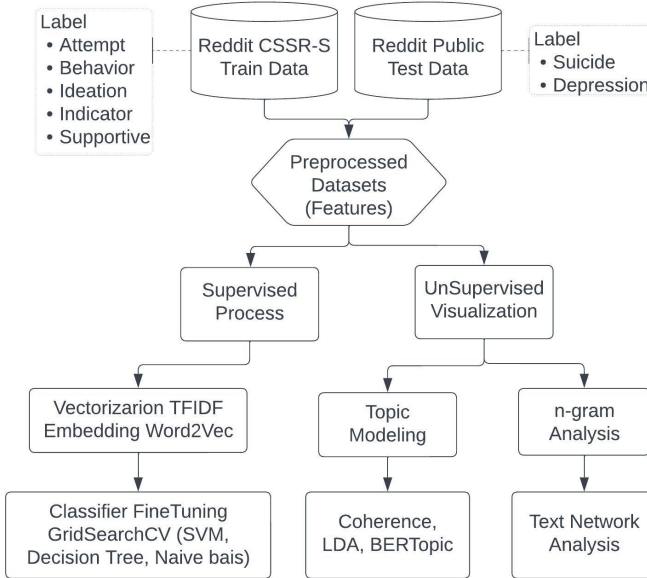 Label
• Attempt
• Behavior
• Ideation
• Indicator
• Supportive
Reddit CSSR-S
Train Data
Reddit Public
Test Data
Label
• Suicide
• Depression
Preprocessed
Datasets
(Features)
Supervised
Process
UnSupervised
Visualization
Vectorizarion TFIDF
Embedding Word2Vec
Topic
Modeling
n-gram
Analysis
Classifier FineTuning
GridSearchCV (SVM,
Decision Tree, Naive bais)
Coherence,
LDA, BERTopic
Text Network
Analysis